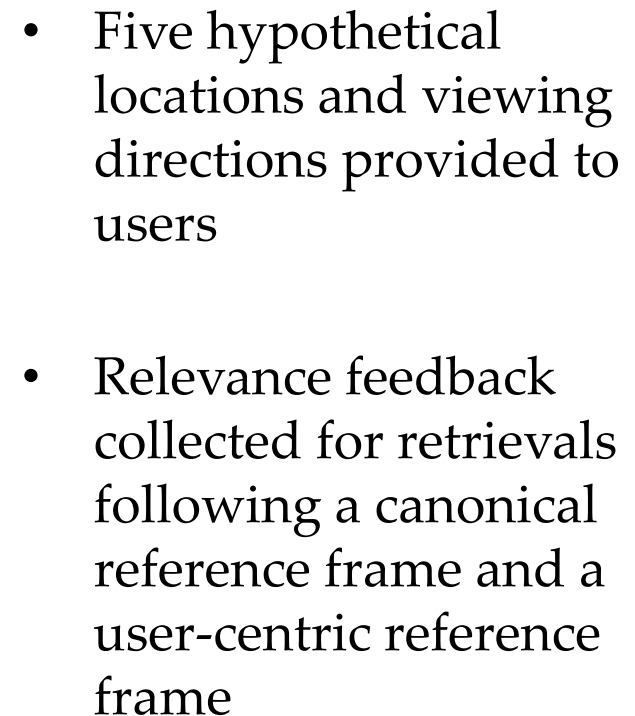 • Five hypothetical
locations and viewing
directions provided to
users
• Relevance feedback
collected for retrievals
following a canonical
reference frame and a
user-centric reference
frame